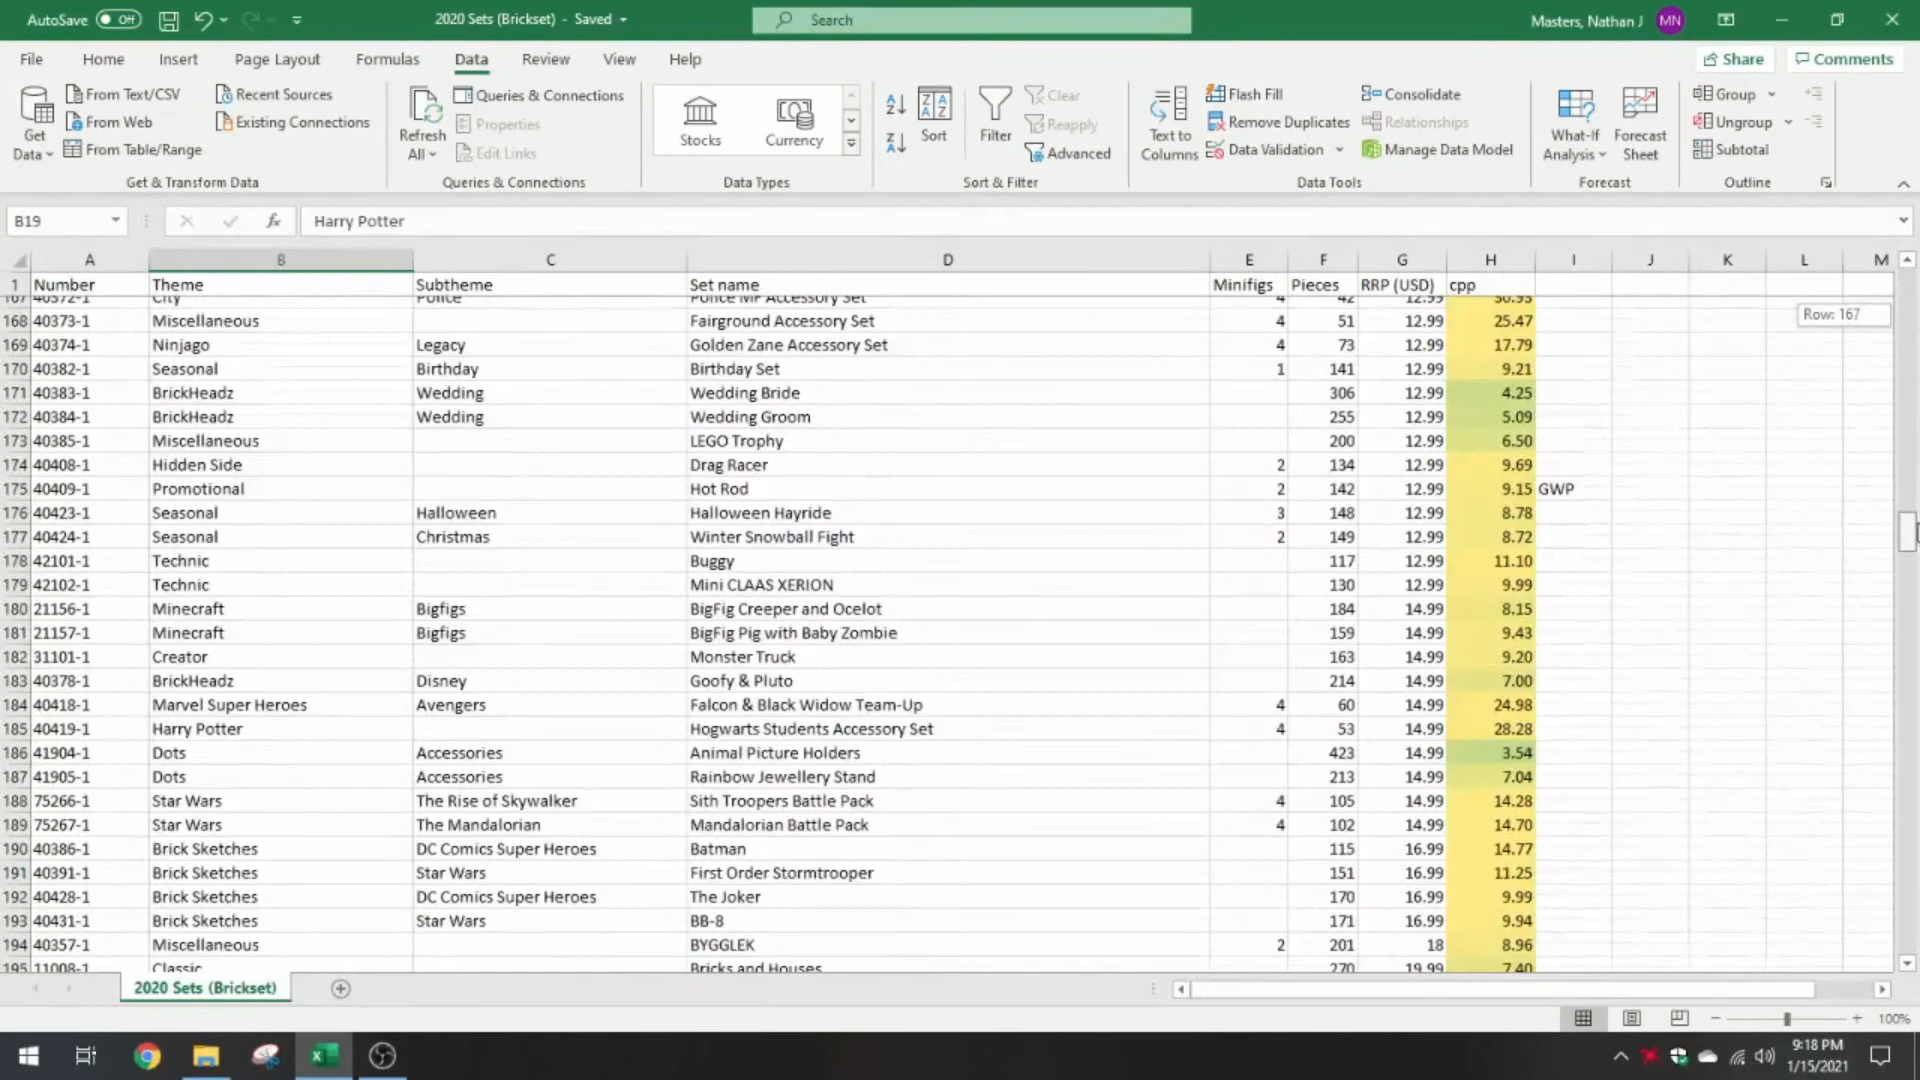 AutoSave Off 2020 Sets (Brickset) - Saved Search Masters, Nathan J MN
File Home Insert Page Layout Formulas Data Review View Help Share Comments
Get Data From Text/CSV From Web From Table/Range Recent Sources Existing Connections
Get & Transform Data
Refresh All Queries & Connections Properties Edit Links
Queries & Connections
Stocks Currency
Data Types
Sort Filter Clear Reapply Advanced
Sort & Filter
Text to Columns Flash Fill Remove Duplicates Data Validation Consolidate Relationships Manage Data Model
Data Tools
What-If Analysis Forecast Sheet
Forecast
Group Ungroup Subtotal
Outline
B19 fx Harry Potter
A B C D E F G H I J K L M
1 Number Theme Subtheme Set name Minifigs Pieces RRP (USD) cpp
167 40372-1 City Police Police MF Accessory Set 4 42 12.99 30.93
Row: 167
168 40373-1 Miscellaneous Fairground Accessory Set 4 51 12.99 25.47
169 40374-1 Ninjago Legacy Golden Zane Accessory Set 4 73 12.99 17.79
170 40382-1 Seasonal Birthday Birthday Set 1 141 12.99 9.21
171 40383-1 BrickHeadz Wedding Wedding Bride 306 12.99 4.25
172 40384-1 BrickHeadz Wedding Wedding Groom 255 12.99 5.09
173 40385-1 Miscellaneous LEGO Trophy 200 12.99 6.50
174 40408-1 Hidden Side Drag Racer 2 134 12.99 9.69
175 40409-1 Promotional Hot Rod 2 142 12.99 9.15 GWP
176 40423-1 Seasonal Halloween Halloween Hayride 3 148 12.99 8.78
177 40424-1 Seasonal Christmas Winter Snowball Fight 2 149 12.99 8.72
178 42101-1 Technic Buggy 117 12.99 11.10
179 42102-1 Technic Mini CLAAS XERION 130 12.99 9.99
180 21156-1 Minecraft Bigfigs BigFig Creeper and Ocelot 184 14.99 8.15
181 21157-1 Minecraft Bigfigs BigFig Pig with Baby Zombie 159 14.99 9.43
182 31101-1 Creator Monster Truck 163 14.99 9.20
183 40378-1 BrickHeadz Disney Goofy & Pluto 214 14.99 7.00
184 40418-1 Marvel Super Heroes Avengers Falcon & Black Widow Team-Up 4 60 14.99 24.98
185 40419-1 Harry Potter Hogwarts Students Accessory Set 4 53 14.99 28.28
186 41904-1 Dots Accessories Animal Picture Holders 423 14.99 3.54
187 41905-1 Dots Accessories Rainbow Jewellery Stand 213 14.99 7.04
188 75266-1 Star Wars The Rise of Skywalker Sith Troopers Battle Pack 4 105 14.99 14.28
189 75267-1 Star Wars The Mandalorian Mandalorian Battle Pack 4 102 14.99 14.70
190 40386-1 Brick Sketches DC Comics Super Heroes Batman 115 16.99 14.77
191 40391-1 Brick Sketches Star Wars First Order Stormtrooper 151 16.99 11.25
192 40428-1 Brick Sketches DC Comics Super Heroes The Joker 170 16.99 9.99
193 40431-1 Brick Sketches Star Wars BB-8 171 16.99 9.94
194 40357-1 Miscellaneous BYGGLEK 2 201 18 8.96
195 11008-1 Classic Bricks and Houses 270 19.99 7.40
2020 Sets (Brickset)
100%
9:18 PM
1/15/2021